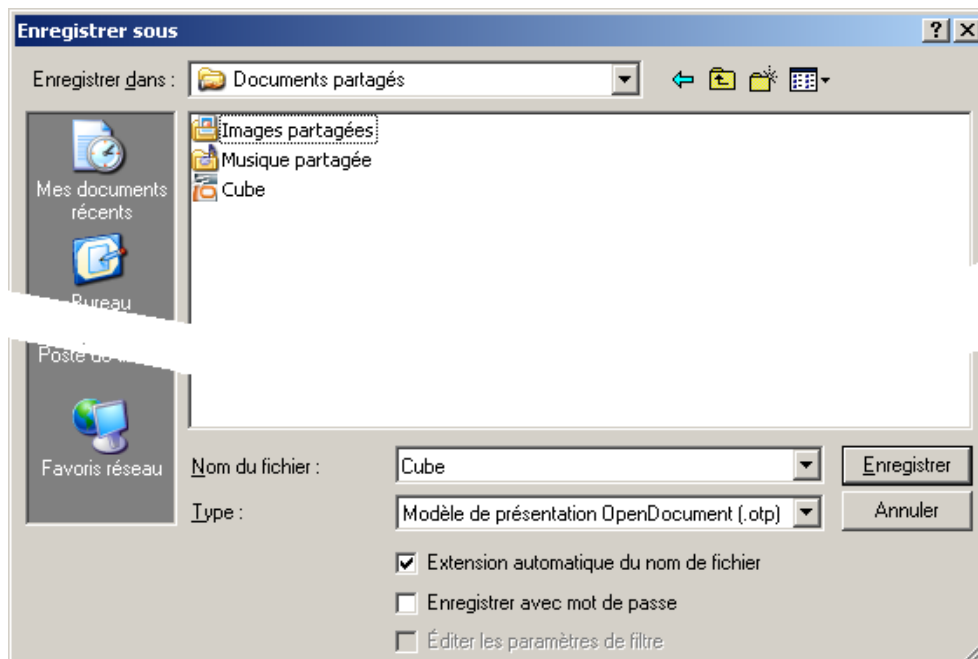 Enregistrer sous
Enregistrer dans :
Documents partagés
Mes documents
récents
Bureau
Poste
Favoris réseau
Images partagées
Musique partagée
Cube
Nom du fichier :
Cube
Enregistrer
Type :
Modèle de présentation OpenDocument (.otp)
Annuler
Extension automatique du nom de fichier
Enregistrer avec mot de passe
Éditer les paramètres de filtre